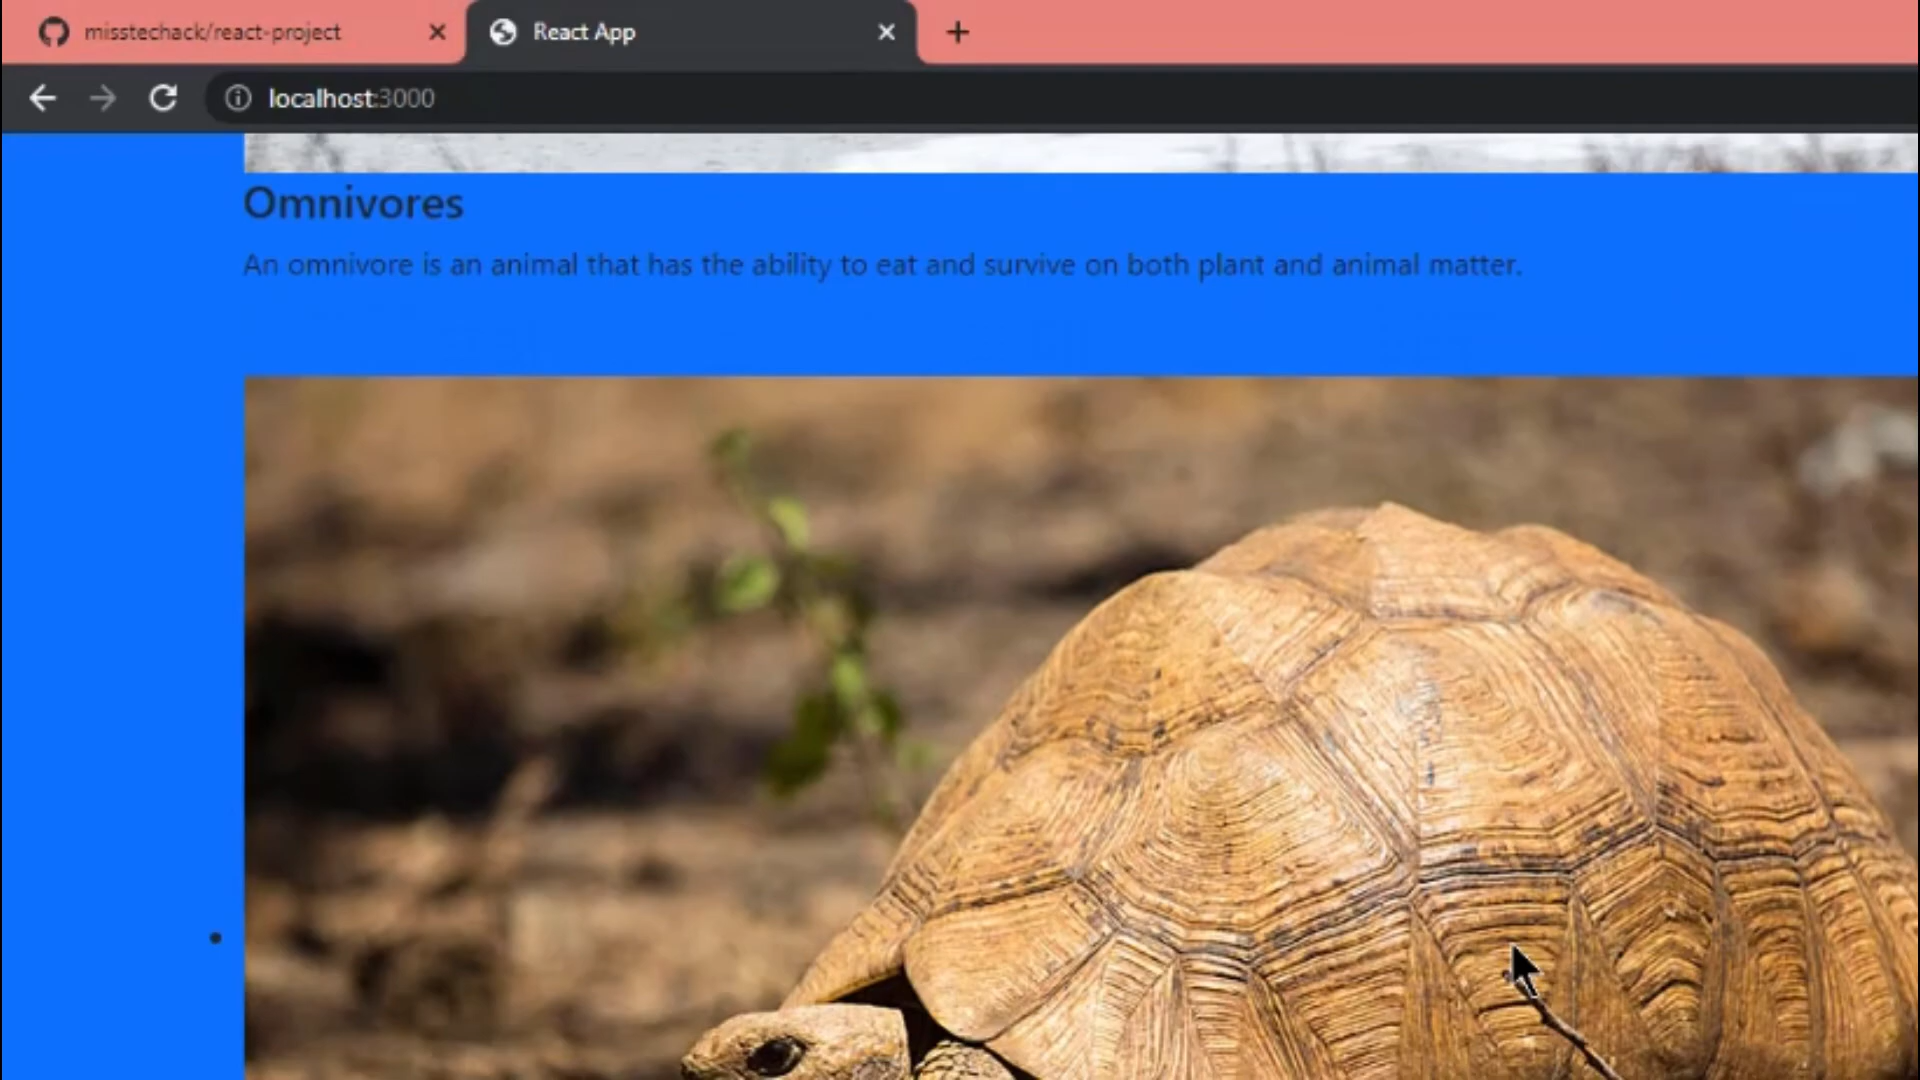 misstechack/react-project
React App
localhost:3000
Omnivores
An omnivore is an animal that has the ability to eat and survive on both plant and animal matter.